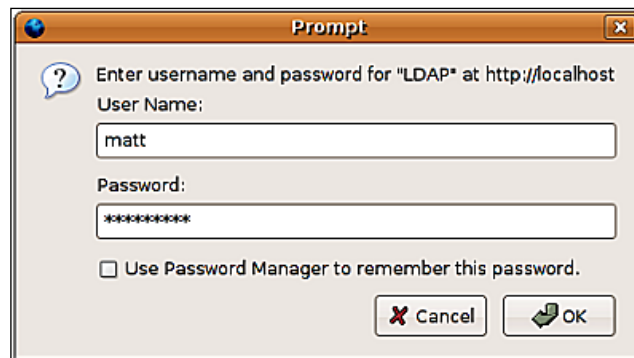 Prompt
Enter username and password for "LDAP" at http://localhost
User Name:
matt
Password:
*********
Use Password Manager to remember this password.
Cancel
OK